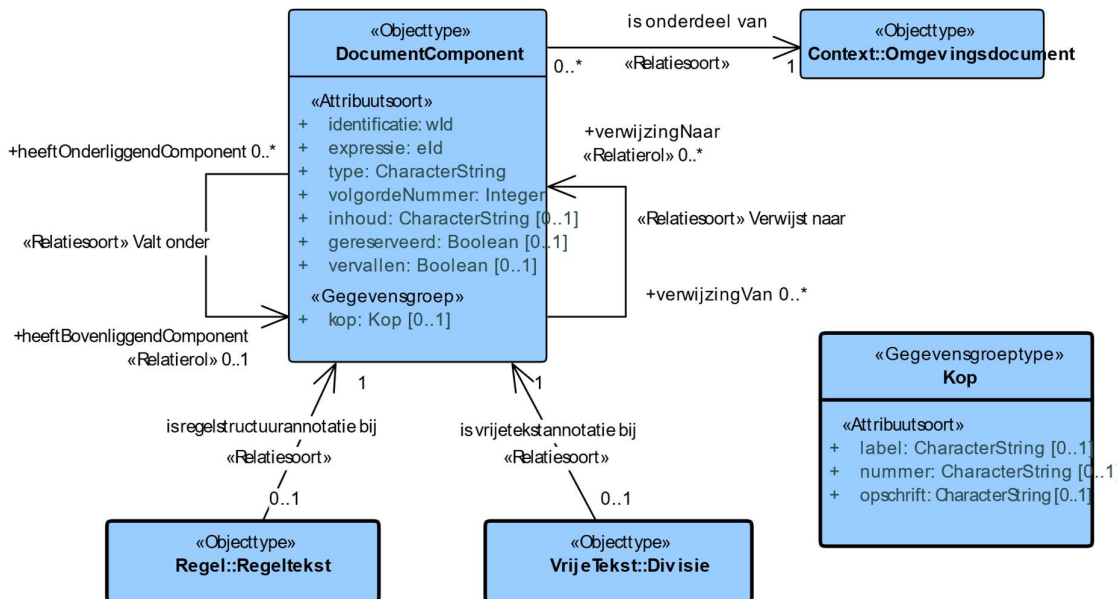 «Objecttype»
DocumentComponent
«Attribuutsoort»
+ identificatie: wId
+ expressie: eId
+ type: CharacterString
+ volgordeNummer: Integer
+ inhoud: CharacterString [0..1]
+ gereserveerd: Boolean [0..1]
+ vervallen: Boolean [0..1]
«Gegevensgroep»
+ kop: Kop [0..1]
is onderdeel van
0..*
«Relatiesoort»
1
«Objecttype»
Context::Omgevingsdocument
+heeftOnderliggendComponent 0..*
«Relatiesoort» Valt onder
+heeftBovenliggendComponent
«Relatierol» 0..1
+verwijzingNaar
«Relatierol» 0..*
«Relatiesoort» Verwijst naar
+verwijzingVan 0..*
«Gegevensgroeptype»
Kop
«Attribuutsoort»
+ label: CharacterString [0..1]
+ nummer: CharacterString [0..1]
+ opschrift: CharacterString [0..1]
1
is regelstructuurannotatie bij
«Relatiesoort»
0..1
1
is vrijetekstannotatie bij
«Relatiesoort»
0..1
«Objecttype»
Regel::Regeltekst
«Objecttype»
VrijeTekst::Divisie